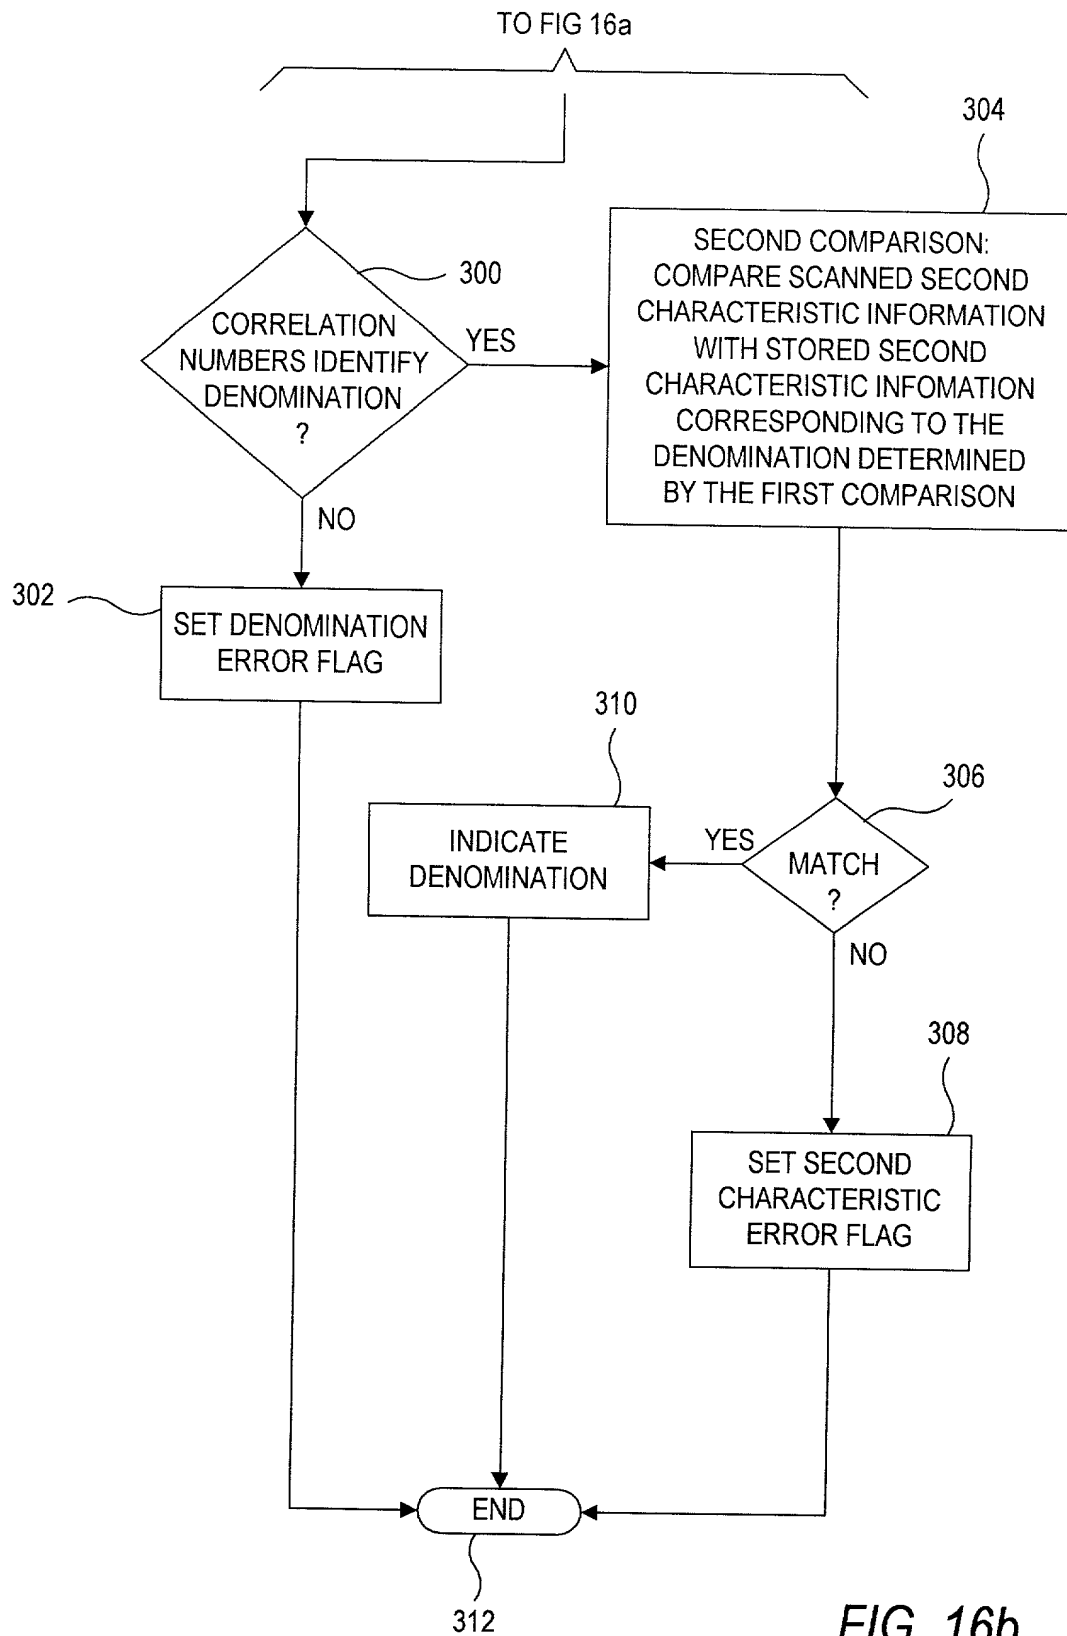 TO FIG 16a
304
300
CORRELATION
NUMBERS IDENTIFY
DENOMINATION
?
YES
SECOND COMPARISON:
COMPARE SCANNED SECOND
CHARACTERISTIC INFORMATION
WITH STORED SECOND
CHARACTERISTIC INFOMATION
CORRESPONDING TO THE
DENOMINATION DETERMINED
BY THE FIRST COMPARISON
NO
302
SET DENOMINATION
ERROR FLAG
310
INDICATE
DENOMINATION
YES
306
MATCH
?
NO
308
SET SECOND
CHARACTERISTIC
ERROR FLAG
END
312
FIG. 16b